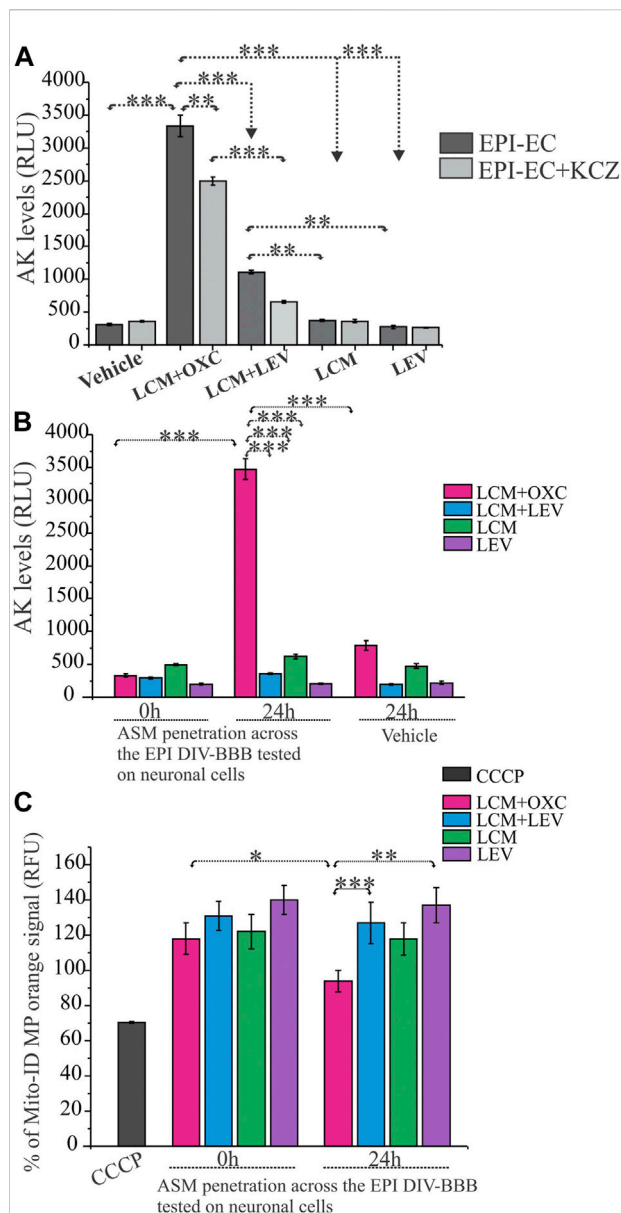 A
*** ***
***
*** **
***
**
**
AK levels (RLU)
4000
3500
3000
2500
2000
1500
1000
500
0
EPI-EC
EPI-EC+KCZ
Vehicle LCM+OXC LCM+LEV LCM LEV
B
***
*** ***
***
***
AK levels (RLU)
4000
3500
3000
2500
2000
1500
1000
500
0
LCM+OXC
LCM+LEV
LCM
LEV
0h 24h 24h
ASM penetration across
the EPI DIV-BBB tested
on neuronal cells
Vehicle
C
CCCP
LCM+OXC
LCM+LEV
LCM
LEV
* **
***
% of Mito-ID MP orange signal (RFU)
160
140
120
100
80
60
40
20
0
CCCP 0h 24h
ASM penetration across the EPI DIV-BBB
tested on neuronal cells